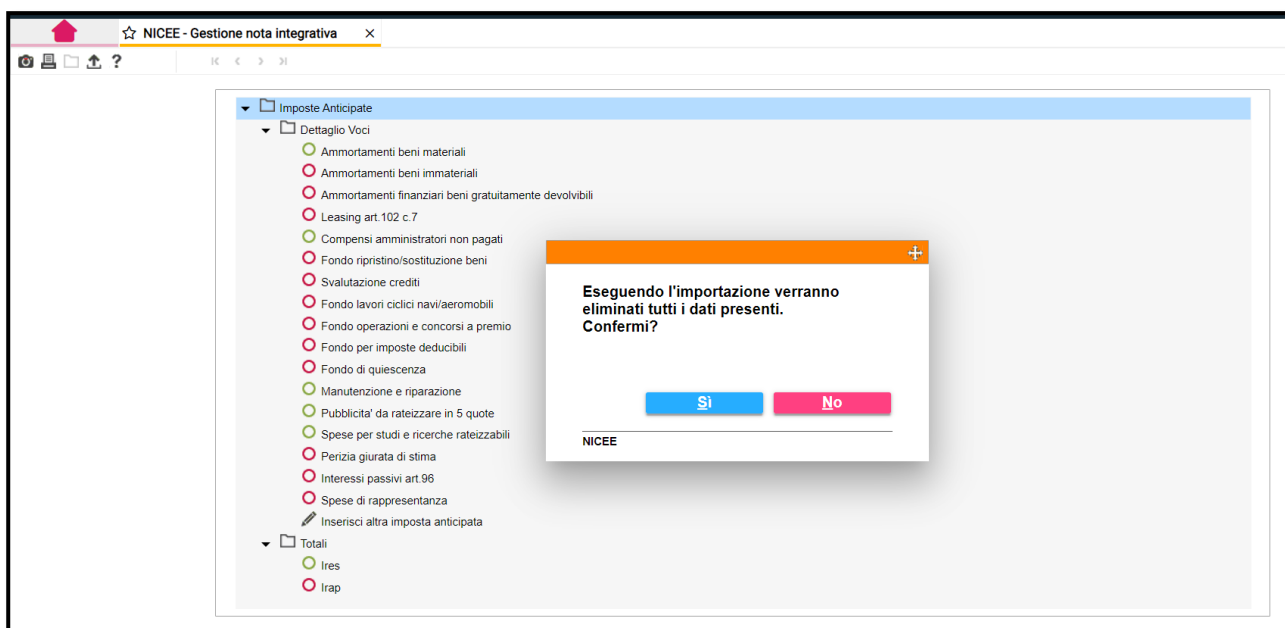 NICEE - Gestione nota integrativa
?
Imposte Anticipate
Dettaglio Voci
Ammortamenti beni materiali
Ammortamenti beni immateriali
Ammortamenti finanziari beni gratuitamente devolvibili
Leasing art.102 c.7
Compensi amministratori non pagati
Fondo ripristino/sostituzione beni
Svalutazione crediti
Fondo lavori ciclici navi/aeromobili
Fondo operazioni e concorsi a premio
Fondo per imposte deducibili
Fondo di quiescenza
Manutenzione e riparazione
Pubblicita' da rateizzare in 5 quote
Spese per studi e ricerche rateizzabili
Perizia giurata di stima
Interessi passivi art.96
Spese di rappresentanza
Inserisci altra imposta anticipata
Totali
Ires
Irap
Eseguendo l'importazione verranno
eliminati tutti i dati presenti.
Confermi?
Sì No
NICEE